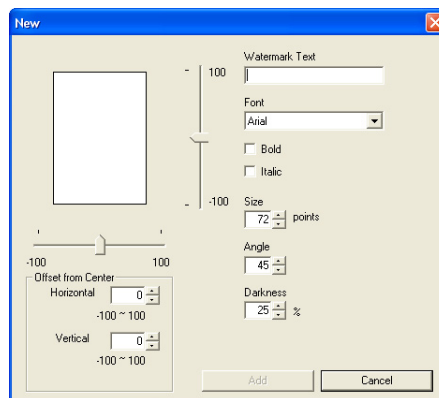 New
100
-100
-100 100
Offset from Center
Horizontal 0
-100 ~ 100
Vertical 0
-100 ~ 100
Watermark Text
Font
Arial
Bold
Italic
Size
72 points
Angle
45
Darkness
25 %
Add Cancel